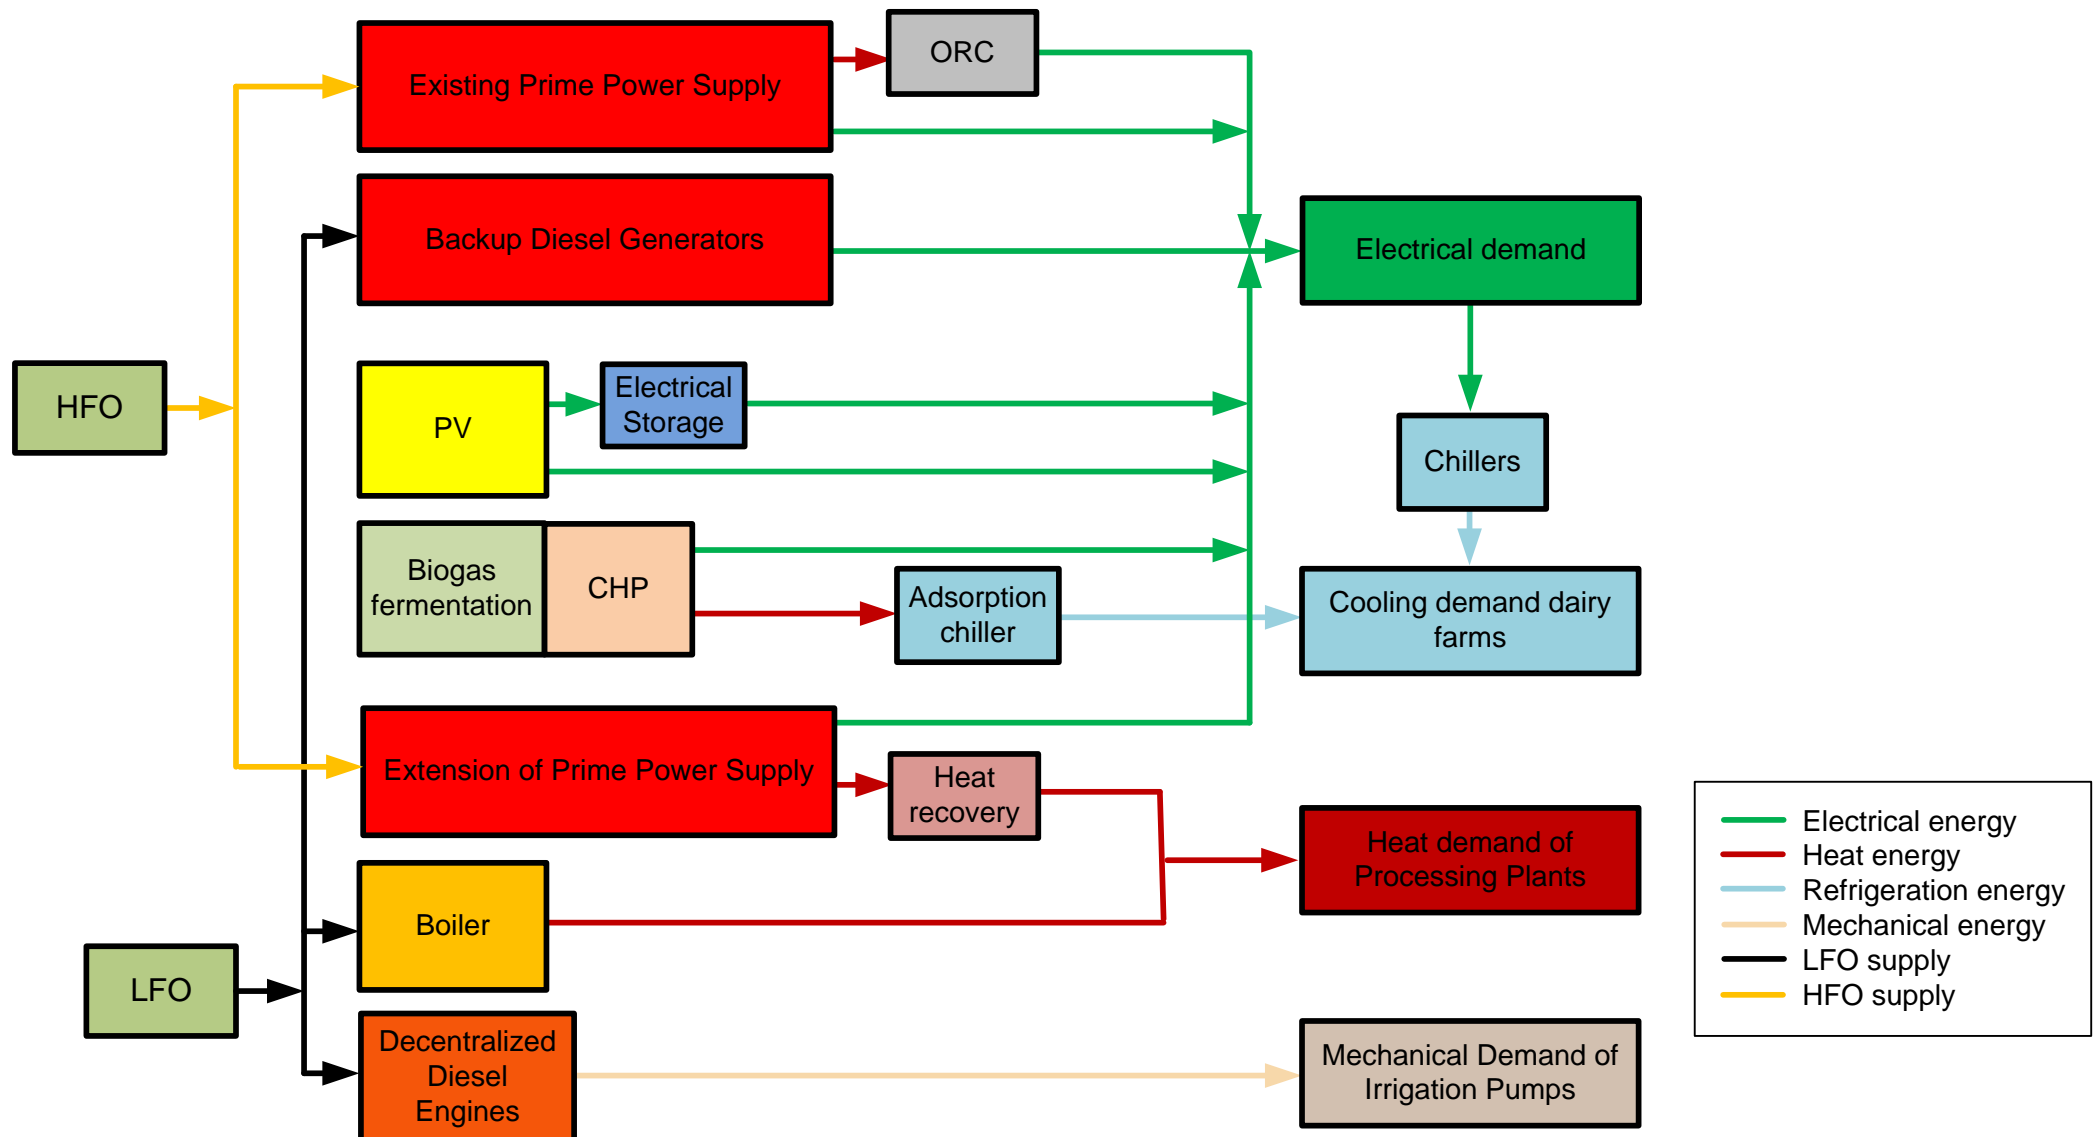 ORC
Existing Prime Power Supply
Backup Diesel Generators
Electrical demand
HFO
PV
Electrical
Storage
Chillers
Biogas
fermentation
CHP
Adsorption
chiller
Cooling demand dairy
farms
Extension of Prime Power Supply
Heat
recovery
Heat demand of
Processing Plants
Boiler
LFO
Decentralized
Diesel
Engines
Mechanical Demand of
Irrigation Pumps
Electrical energy
Heat energy
Refrigeration energy
Mechanical energy
LFO supply
HFO supply